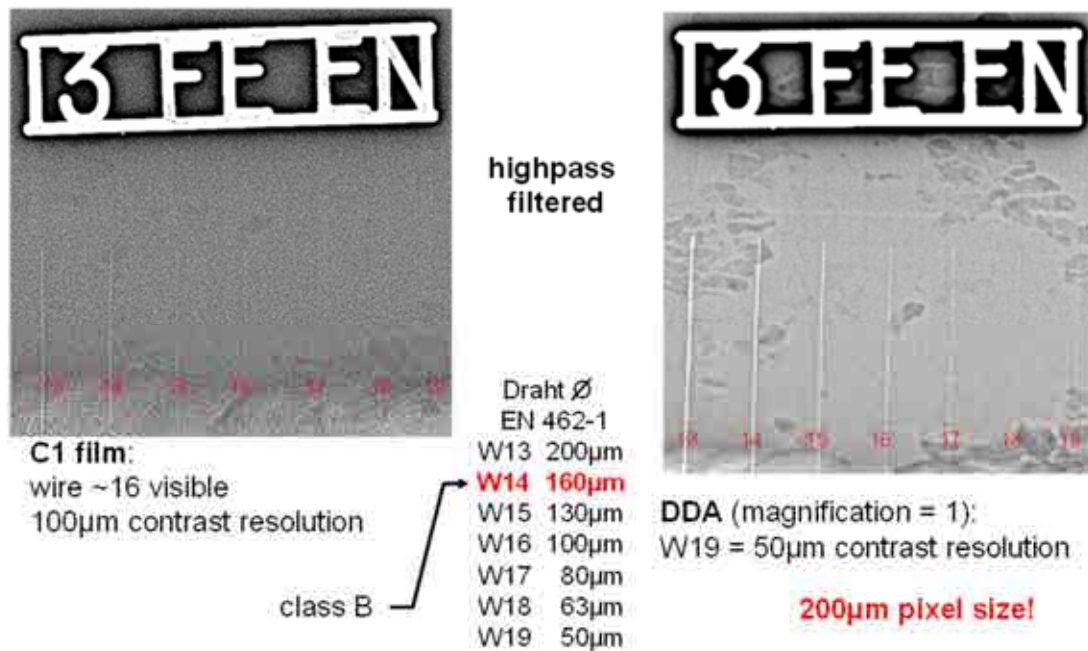 13 FE EN
13 FE EN
highpass
filtered
13 14 15 16 17 18 19
C1 film:
wire ~16 visible
100µm contrast resolution
Draht Ø
EN 462-1
W13 200µm
W14 160µm
W15 130µm
W16 100µm
W17 80µm
W18 63µm
W19 50µm
class B
DDA (magnification = 1):
W19 = 50µm contrast resolution
200µm pixel size!